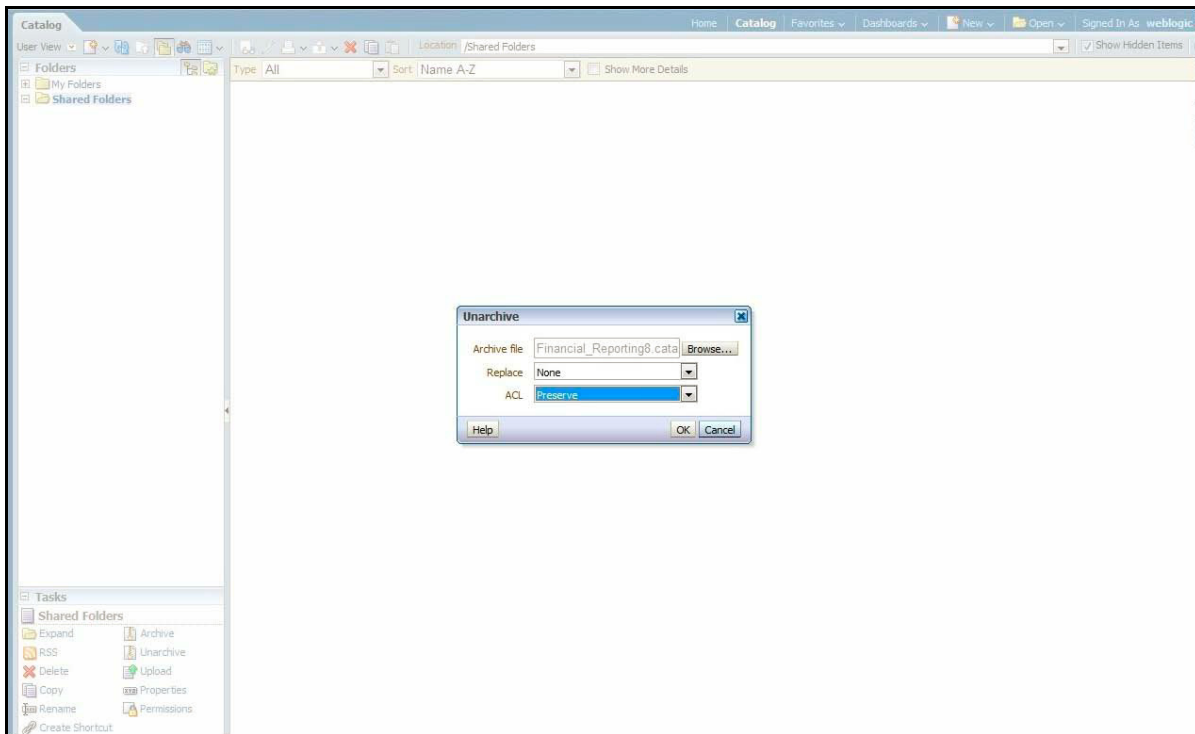 Catalog
Home Catalog Favorites Dashboards New Open Signed In As weblogic
User View Location /Shared Folders Show Hidden Items
Folders Type All Sort Name A-Z Show More Details
My Folders
Shared Folders
Unarchive
Archive file Financial_Reporting8.cata Browse...
Replace None
ACL Preserve
Help OK Cancel
Tasks
Shared Folders
Expand Archive
RSS Unarchive
Delete Upload
Copy Properties
Rename Permissions
Create Shortcut